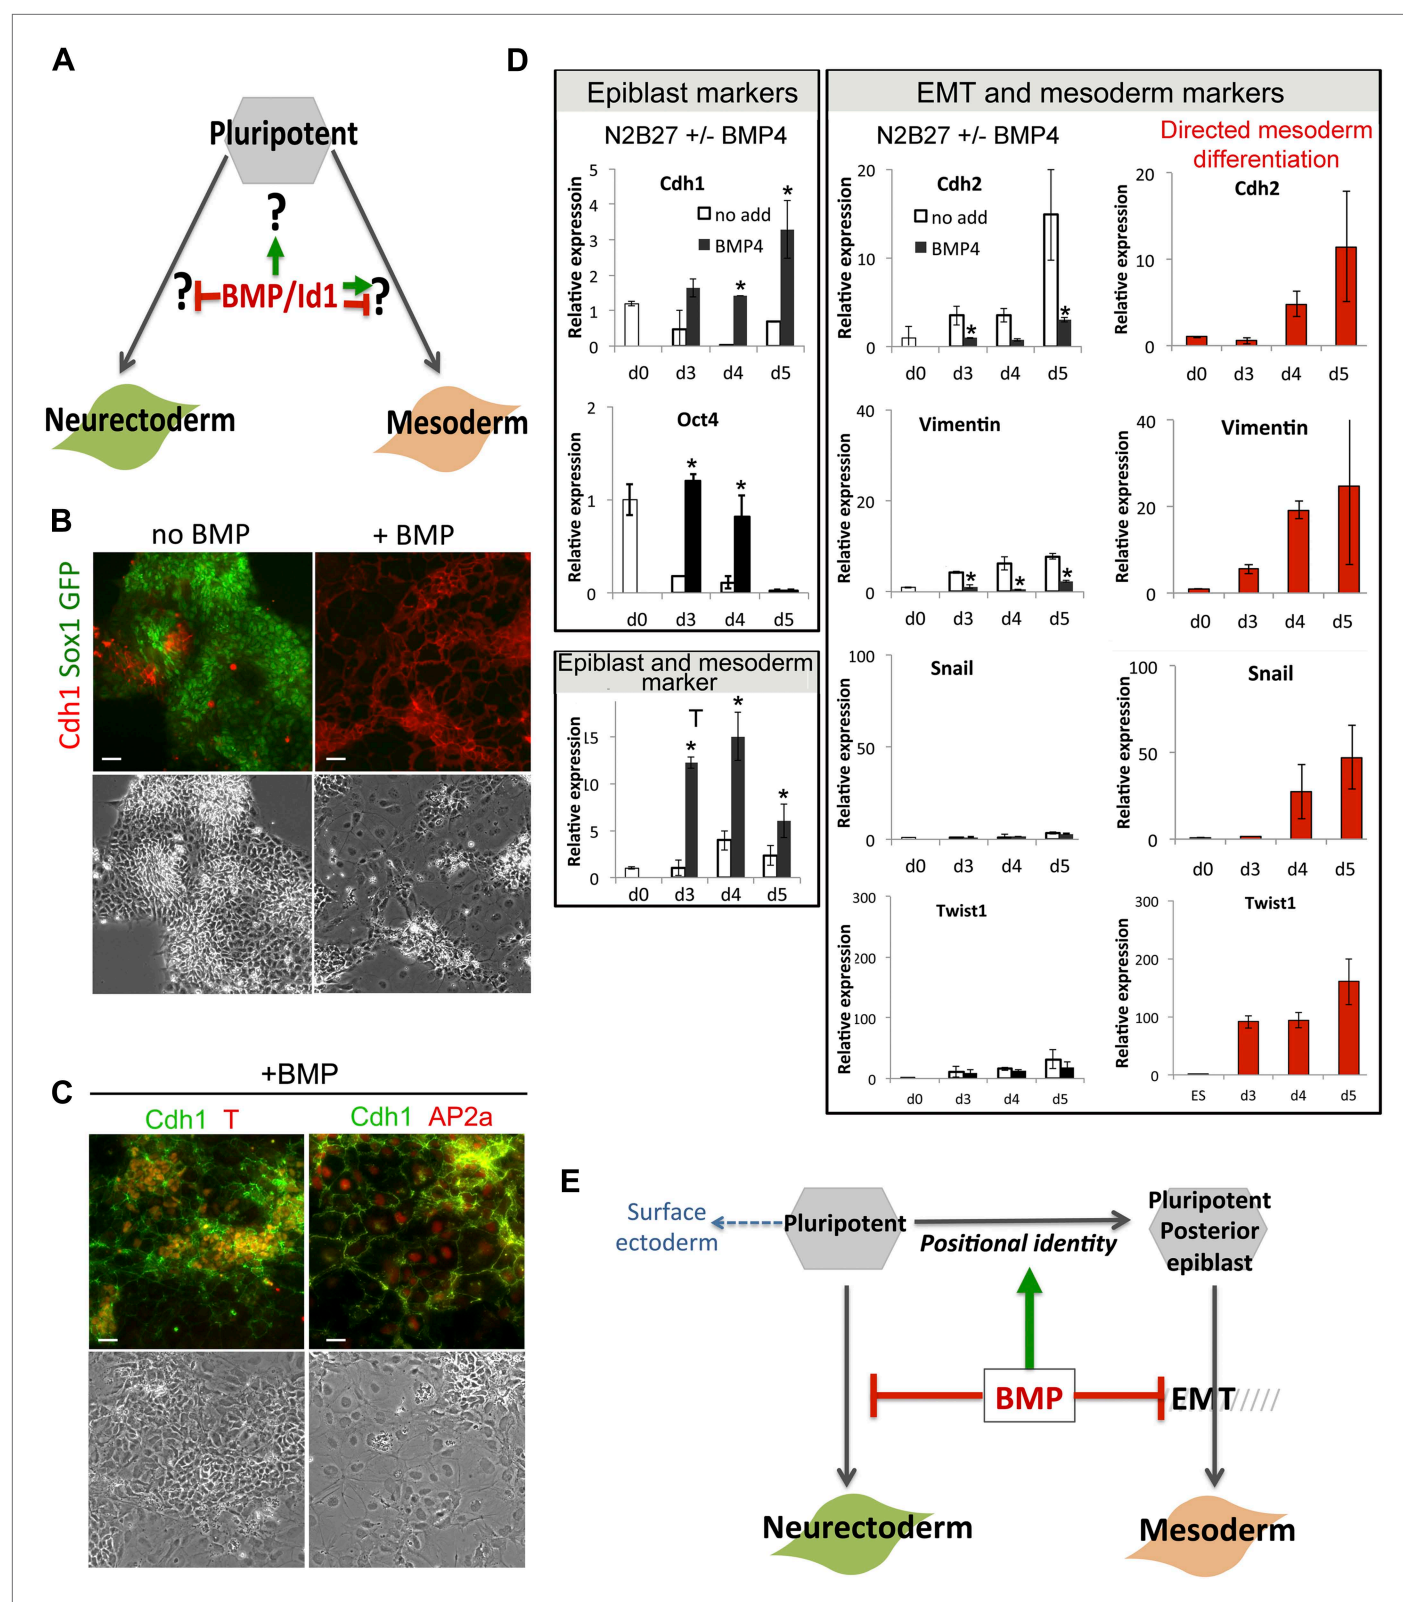 A
Pluripotent
?
? BMP/Id1 ?
Neurectoderm
Mesoderm
B
no BMP
+ BMP
Cdh1 Sox1 GFP
C
+BMP
Cdh1 T
Cdh1 AP2a
D
Epiblast markers
N2B27 +/- BMP4
Relative expressoin
5
4
3
2
1
0
Cdh1
no add
BMP4
*
*
d0 d3 d4 d5
Relative expression
2
1
0
Oct4
*
*
d0 d3 d4 d5
Epiblast and mesoderm
marker
Relative expression
15
10
5
0
T
*
*
*
d0 d3 d4 d5
EMT and mesoderm markers
N2B27 +/- BMP4
Relative expression
20
10
0
Cdh2
no add
BMP4
*
*
d0 d3 d4 d5
Directed mesoderm
differentiation
Relative expression
20
10
0
Cdh2
d0 d3 d4 d5
Relative expression
40
20
0
Vimentin
*
*
*
d0 d3 d4 d5
Relative expression
40
20
0
Vimentin
d0 d3 d4 d5
Relative expression
100
50
0
Snail
d0 d3 d4 d5
Relative expression
100
50
0
Snail
d0 d3 d4 d5
Relative expression
300
200
100
0
Twist1
d0 d3 d4 d5
Relative expression
300
200
100
0
Twist1
ES d3 d4 d5
E
Surface
ectoderm
Pluripotent
Positional identity
Pluripotent
Posterior
epiblast
BMP
EMT
Neurectoderm
Mesoderm